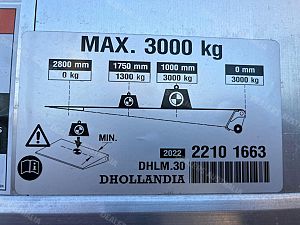 MAX. 3000 kg
2800 mm
0 kg
1750 mm
1300 kg
1000 mm
3000 kg
0 mm
3000 kg
MIN.
2022 2210 1663
DHLM.30
DHOLLANDIA